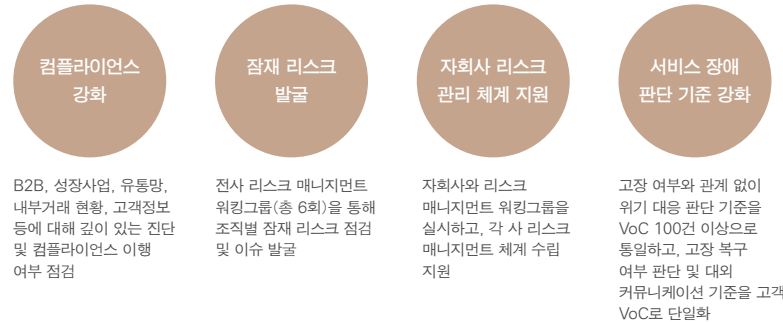 컴플라이언스
강화
B2B, 성장사업, 유통망,
내부거래 현황, 고객정보
등에 대해 깊이 있는 진단
및 컴플라이언스 이행
여부 점검
잠재 리스크
발굴
전사 리스크 매니지먼트
워킹그룹(총 6회)을 통해
조직별 잠재 리스크 점검
및 이슈 발굴
자회사 리스크
관리 체계 지원
자회사와 리스크
매니지먼트 워킹그룹을
실시하고, 각 사 리스크
매니지먼트 체계 수립
지원
서비스 장애
판단 기준 강화
고장 여부와 관계 없이
위기 대응 판단 기준을
VoC 100건 이상으로
통일하고, 고장 복구
여부 판단 및 대외
커뮤니케이션 기준을 고객
VoC로 단일화